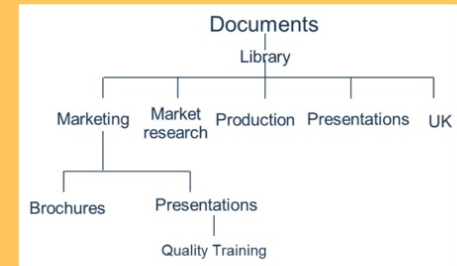 Documents
Library
Marketing
Market
research
Production
Presentations
UK
Brochures
Presentations
Quality Training